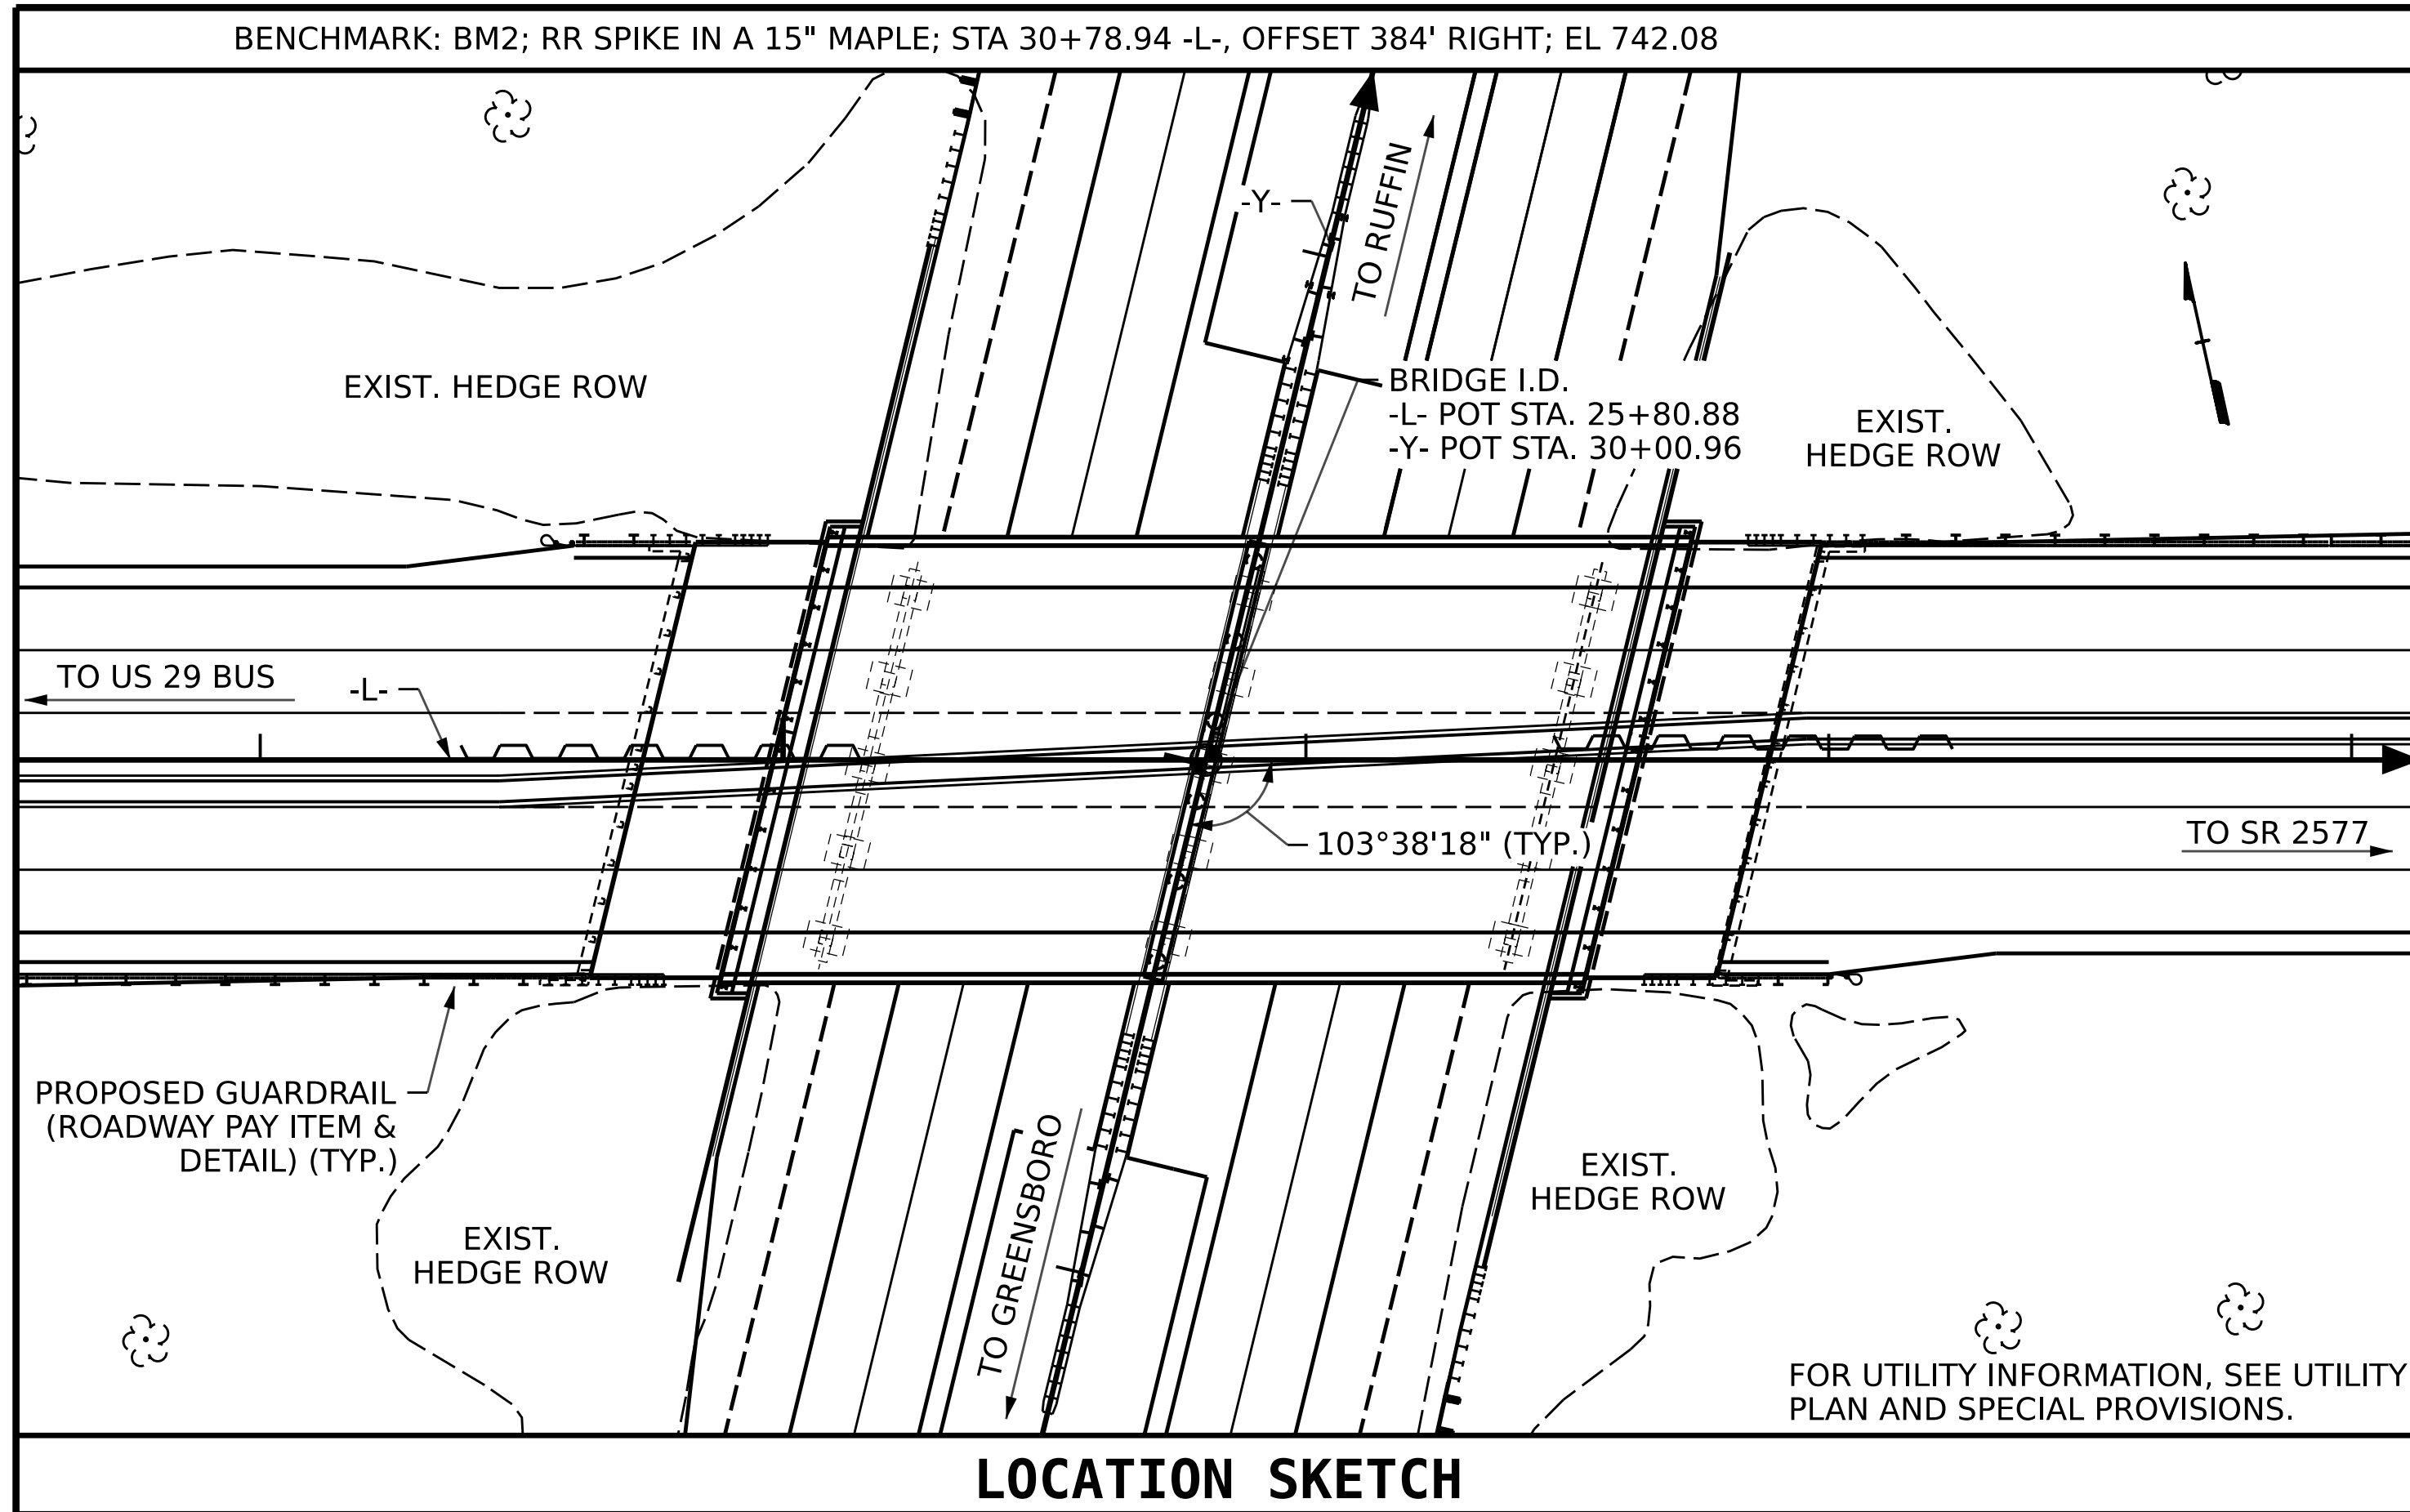 BENCHMARK: BM2; RR SPIKE IN A 15" MAPLE; STA 30+78.94 -L-, OFFSET 384' RIGHT; EL 742.08
-Y-
TO RUFFIN
EXIST. HEDGE ROW
BRIDGE I.D.
-L- POT STA. 25+80.88
-Y- POT STA. 30+00.96
EXIST.
HEDGE ROW
TO US 29 BUS
-L-
103°38'18" (TYP.)
TO SR 2577
PROPOSED GUARDRAIL
(ROADWAY PAY ITEM &
DETAIL) (TYP.)
EXIST.
HEDGE ROW
TO GREENSBORO
EXIST.
HEDGE ROW
FOR UTILITY INFORMATION, SEE UTILITY
PLAN AND SPECIAL PROVISIONS.
LOCATION SKETCH